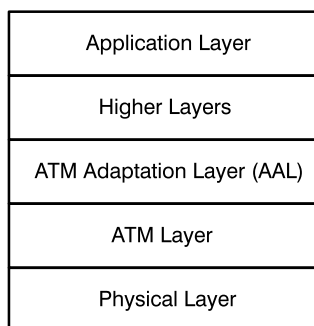 Application Layer
Higher Layers
ATM Adaptation Layer (AAL)
ATM Layer
Physical Layer